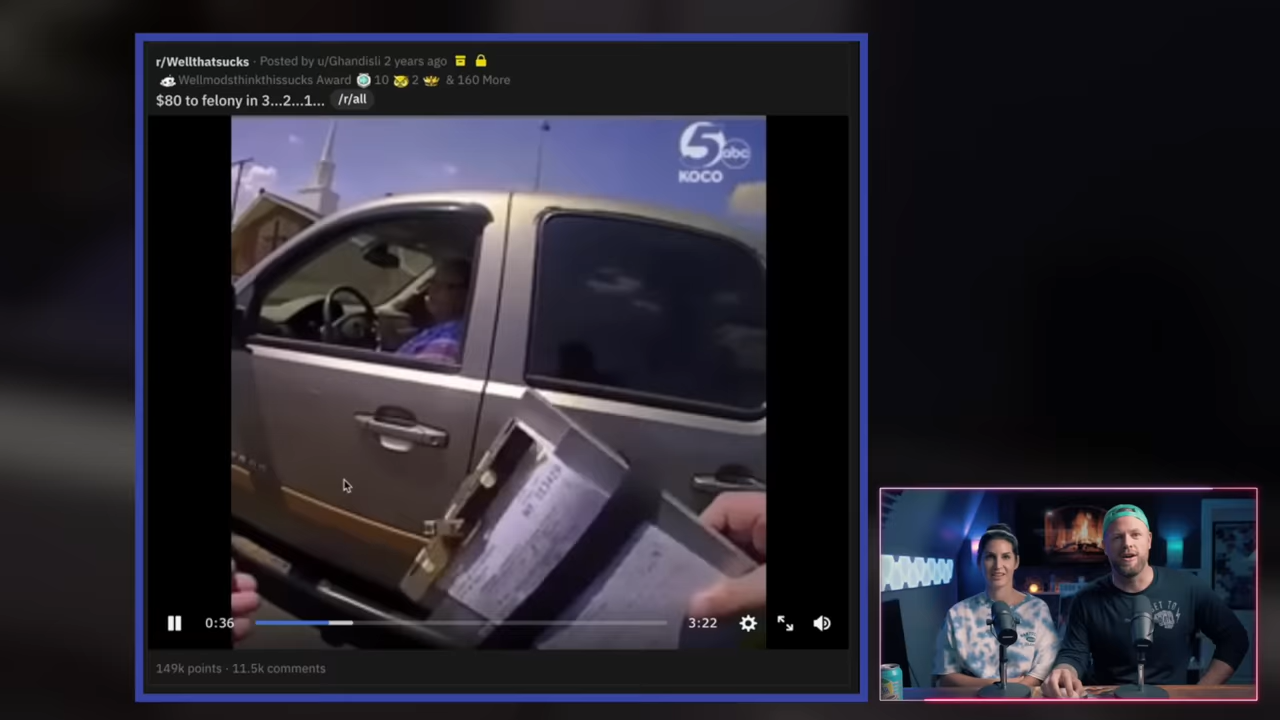 r/Wellthatsucks · Posted by u/Ghandisli 2 years ago
Wellmodsthinkthissucks Award 10 2 & 160 More
$80 to felony in 3...2...1... /r/all
5 abc
KOCO
0:36 3:22
149k points · 11.5k comments